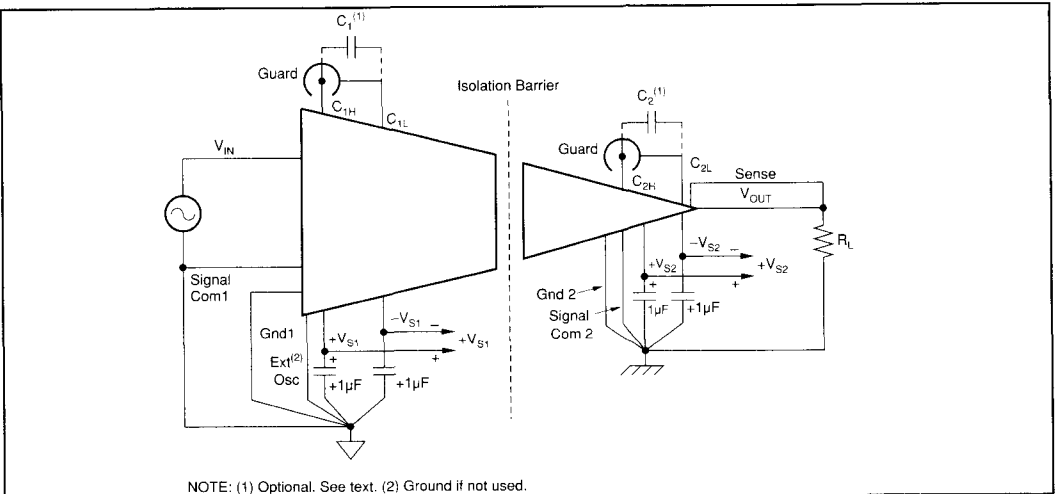 C1(1)
Guard
C1H
C1L
Isolation Barrier
C2(1)
Guard
C2H
C2L
VIN
Sense
VOUT
RL
Signal
Com1
Gnd1
Ext(2)
Osc
+VS1
−VS1
−
+VS1
+
+
+1µF
+1µF
Gnd 2
Signal
Com 2
+VS2
−VS2
−
+VS2
+
+
1µF
+1µF
NOTE: (1) Optional. See text. (2) Ground if not used.